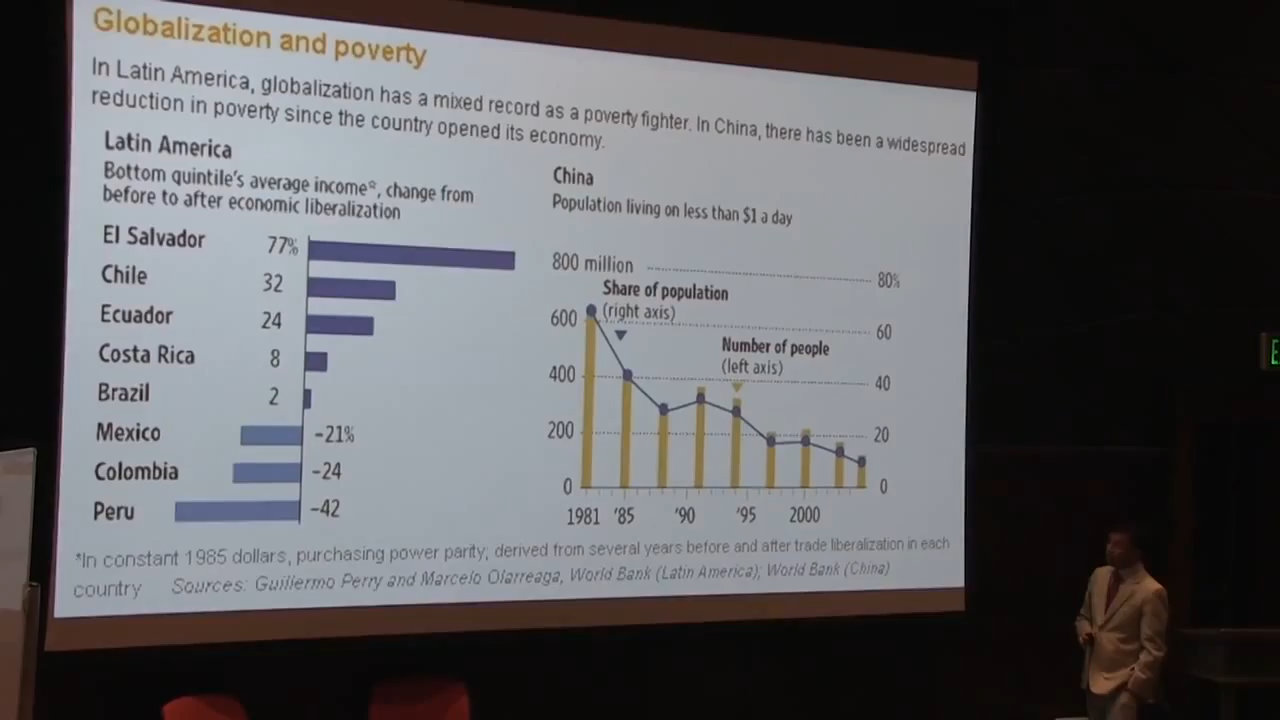 Globalization and poverty
In Latin America, globalization has a mixed record as a poverty fighter. In China, there has been a widespread
reduction in poverty since the country opened its economy.
Latin America
Bottom quintile's average income*, change from
before to after economic liberalization
El Salvador 77%
Chile 32
Ecuador 24
Costa Rica 8
Brazil 2
Mexico -21%
Colombia -24
Peru -42
China
Population living on less than $1 a day
800 million 80%
Share of population
(right axis)
600 60
Number of people
(left axis)
400 40
200 20
0 0
1981 '85 '90 '95 2000
*In constant 1985 dollars, purchasing power parity; derived from several years before and after trade liberalization in each
country Sources: Guillermo Perry and Marcelo Olarreaga, World Bank (Latin America); World Bank (China)
E